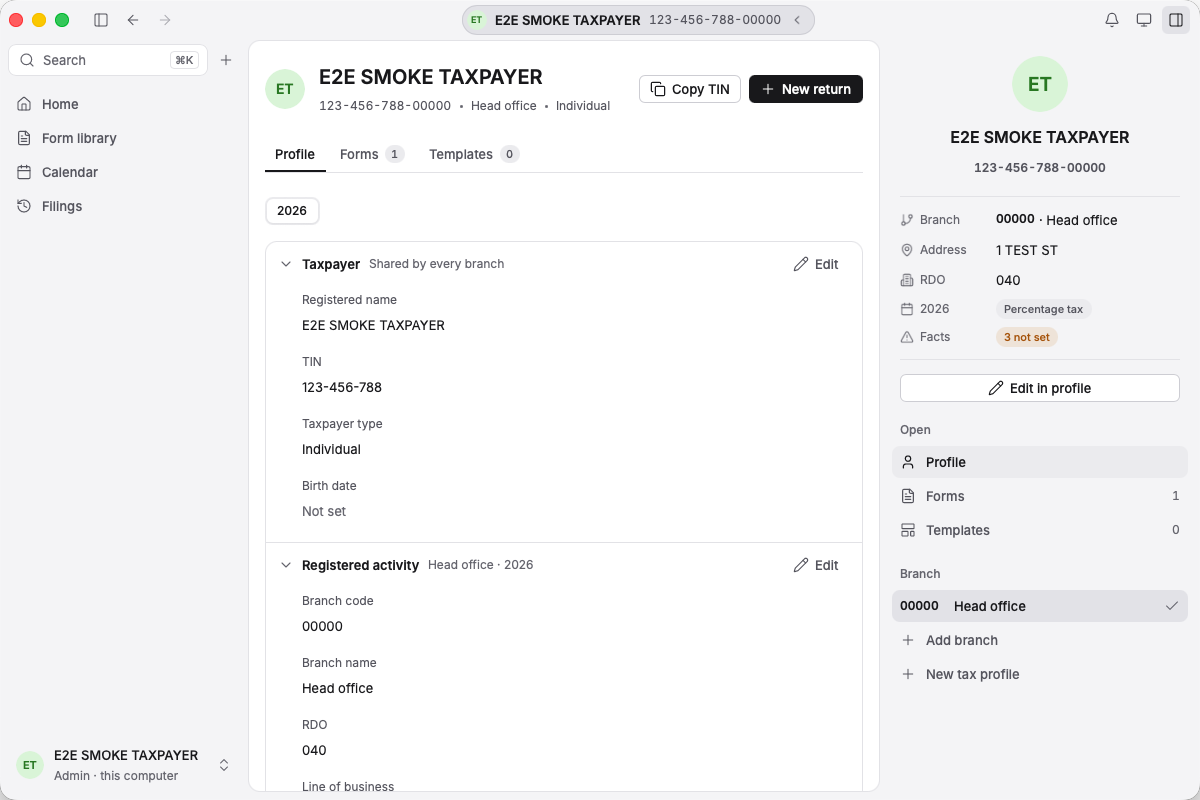 ET E2E SMOKE TAXPAYER 123-456-788-00000
Search ⌘K
Home
Form library
Calendar
Filings
ET E2E SMOKE TAXPAYER
Admin · this computer
ET
E2E SMOKE TAXPAYER
123-456-788-00000 • Head office • Individual
Copy TIN
New return
Profile Forms 1 Templates 0
2026
Taxpayer Shared by every branch Edit
Registered name
E2E SMOKE TAXPAYER
TIN
123-456-788
Taxpayer type
Individual
Birth date
Not set
Registered activity Head office · 2026 Edit
Branch code
00000
Branch name
Head office
RDO
040
Line of business
ET
E2E SMOKE TAXPAYER
123-456-788-00000
Branch 00000 · Head office
Address 1 TEST ST
RDO 040
2026 Percentage tax
Facts 3 not set
Edit in profile
Open
Profile
Forms 1
Templates 0
Branch
00000 Head office
Add branch
New tax profile